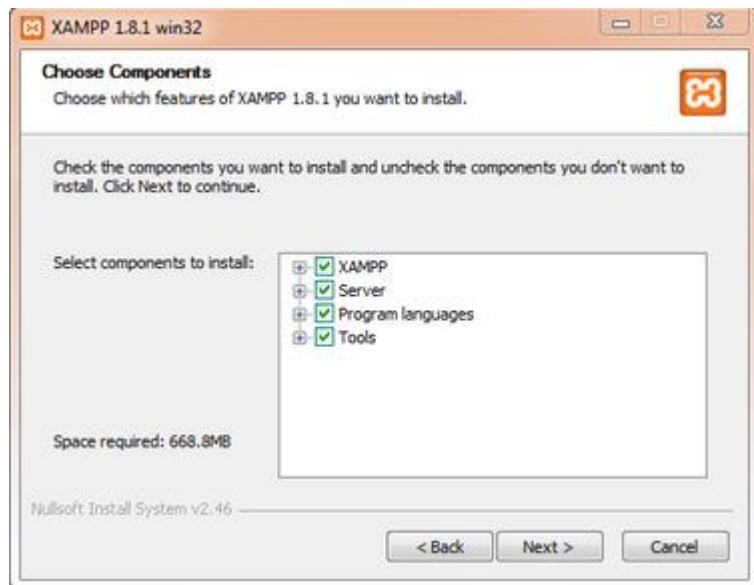 XAMPP 1.8.1 win32
Choose Components
Choose which features of XAMPP 1.8.1 you want to install.
Check the components you want to install and uncheck the components you don't want to
install. Click Next to continue.
Select components to install:
XAMPP
Server
Program languages
Tools
Space required: 668.8MB
Nullsoft Install System v2.46
< Back
Next >
Cancel